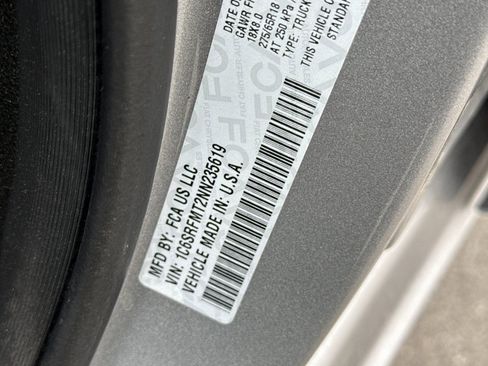 MFD BY: FCA US LLC
DATE O
GAWR F
18X8.0
275/65R18
AT 250 kPa
TYPE: TRUCK
THIS VEHICLE C
STANDA
VIN: 1C6SRFMT2NN235619
VEHICLE MADE IN: U.S.A.